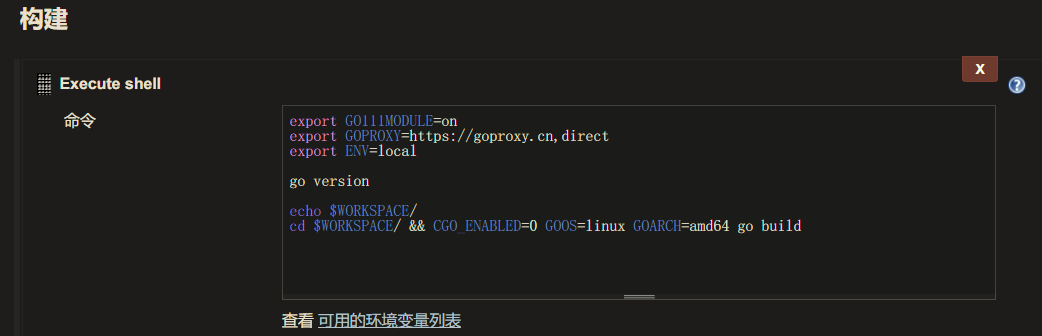 构建
X
Execute shell
命令
export GO111MODULE=on
export GOPROXY=https://goproxy.cn,direct
export ENV=local
go version
echo $WORKSPACE/
cd $WORKSPACE/ && CGO_ENABLED=0 GOOS=linux GOARCH=amd64 go build
查看 可用的环境变量列表